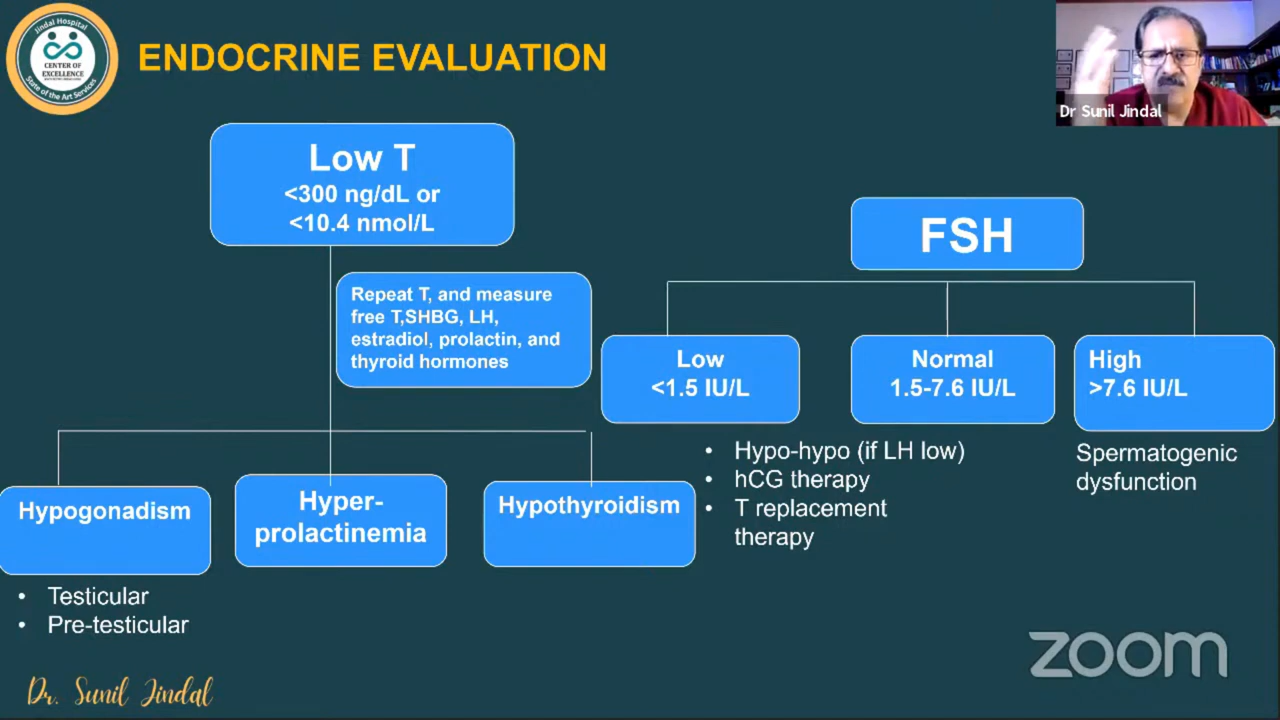 Jindal Hospital
CENTER OF
EXCELLENCE
State of the Art Services
ENDOCRINE EVALUATION
Dr Sunil Jindal
Low T
<300 ng/dL or
<10.4 nmol/L
Repeat T, and measure
free T,SHBG, LH,
estradiol, prolactin, and
thyroid hormones
Hypogonadism
Hyper-
prolactinemia
Hypothyroidism
• Testicular
• Pre-testicular
FSH
Low
<1.5 IU/L
Normal
1.5-7.6 IU/L
High
>7.6 IU/L
• Hypo-hypo (if LH low)
• hCG therapy
• T replacement
therapy
Spermatogenic
dysfunction
zoom
Dr. Sunil Jindal